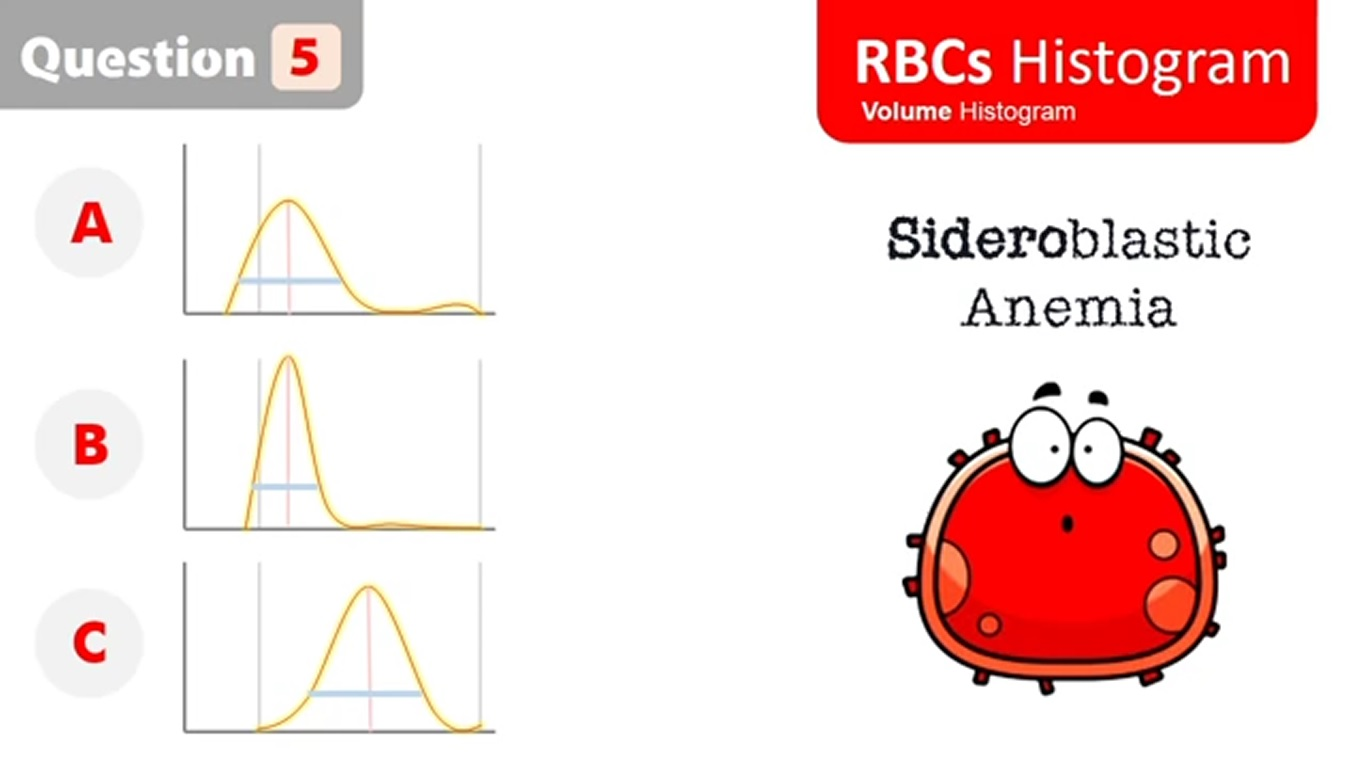 Question 5
RBCs Histogram
Volume Histogram
A
B
C
Sideroblastic
Anemia